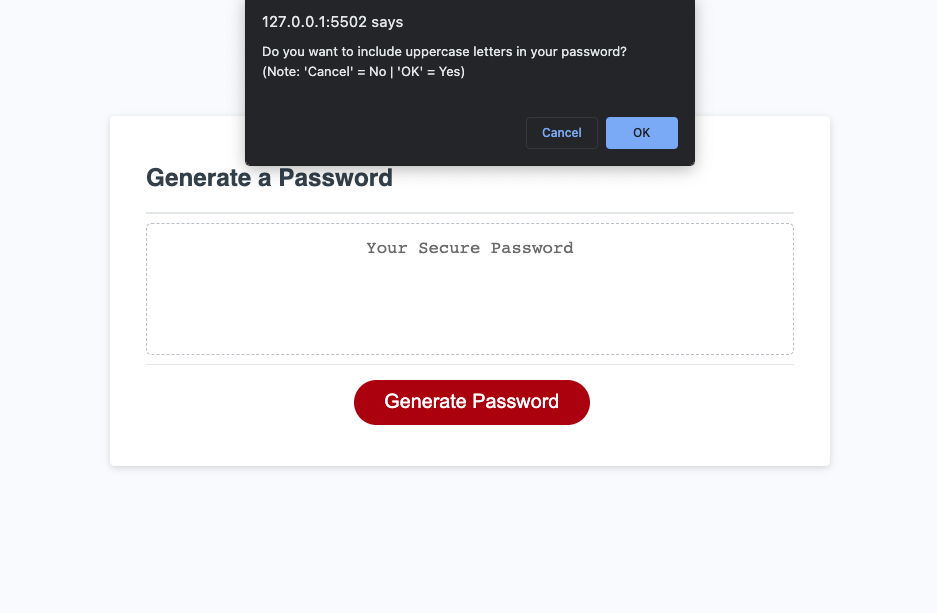 127.0.0.1:5502 says
Do you want to include uppercase letters in your password?
(Note: 'Cancel' = No | 'OK' = Yes)
Cancel
OK
Generate a Password
Your Secure Password
Generate Password